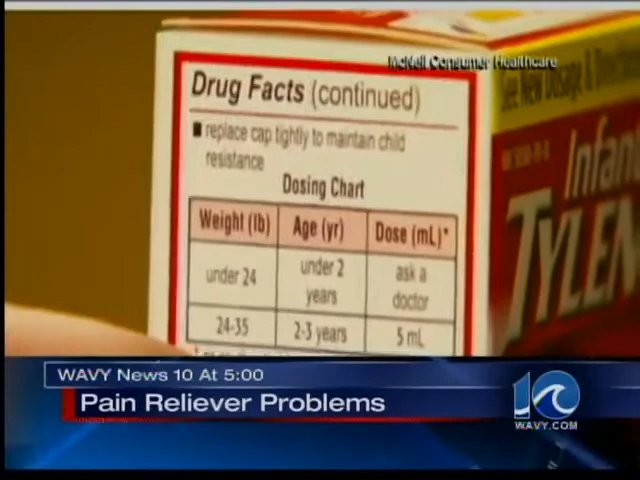 McNeil Consumer Healthcare
Drug Facts (continued)
■ replace cap tightly to maintain child
resistance
Dosing Chart
Weight (lb) Age (yr) Dose (mL)*
under 24 under 2 years ask a doctor
24-35 2-3 years 5 mL
See New Dosage &
Infan
TYLEN
WAVY News 10 At 5:00
Pain Reliever Problems
10
WAVY.COM